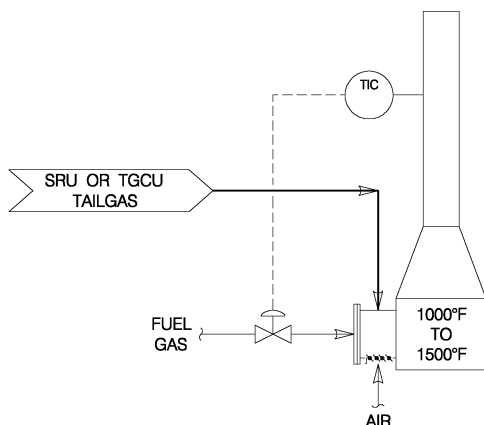 TIC
SRU OR TGCU
TAILGAS
FUEL
GAS
1000°F
TO
1500°F
AIR